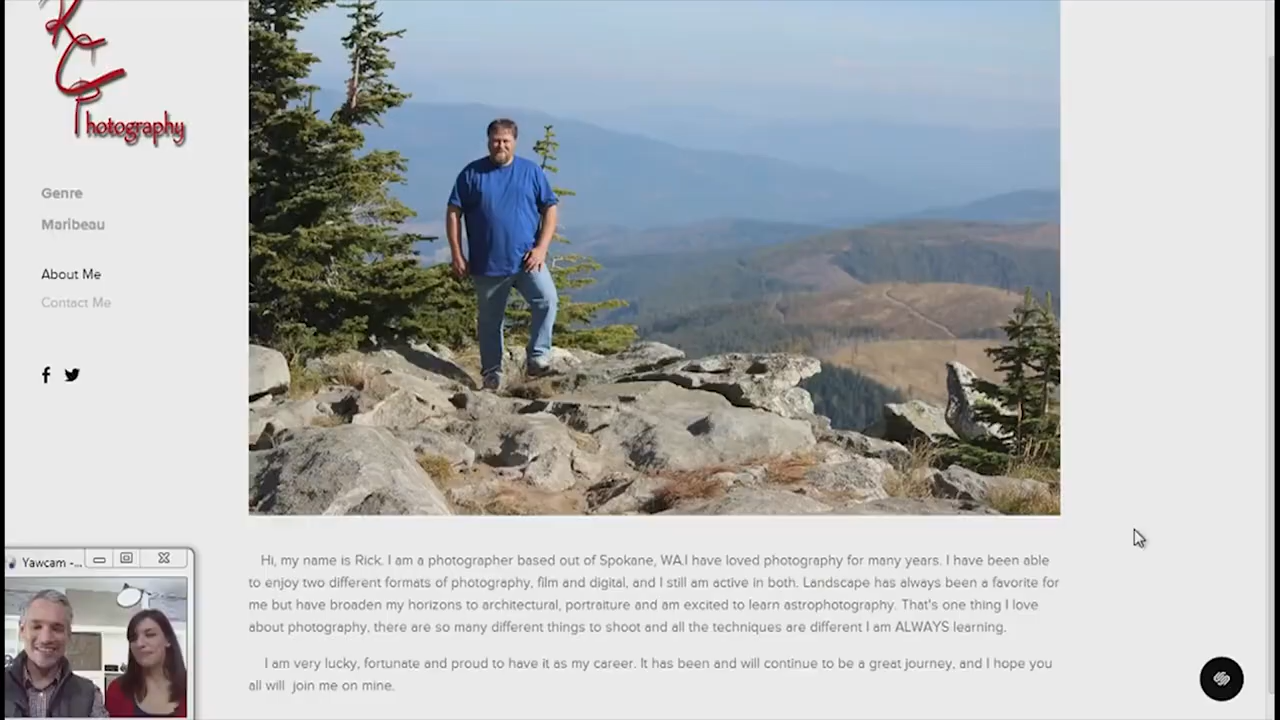 RC Photography
Genre
Maribeau
About Me
Contact Me
Yawcam -...
Hi, my name is Rick. I am a photographer based out of Spokane, WA.I have loved photography for many years. I have been able
to enjoy two different formats of photography, film and digital, and I still am active in both. Landscape has always been a favorite for
me but have broaden my horizons to architectural, portraiture and am excited to learn astrophotography. That's one thing I love
about photography, there are so many different things to shoot and all the techniques are different I am ALWAYS learning.
I am very lucky, fortunate and proud to have it as my career. It has been and will continue to be a great journey, and I hope you
all will join me on mine.